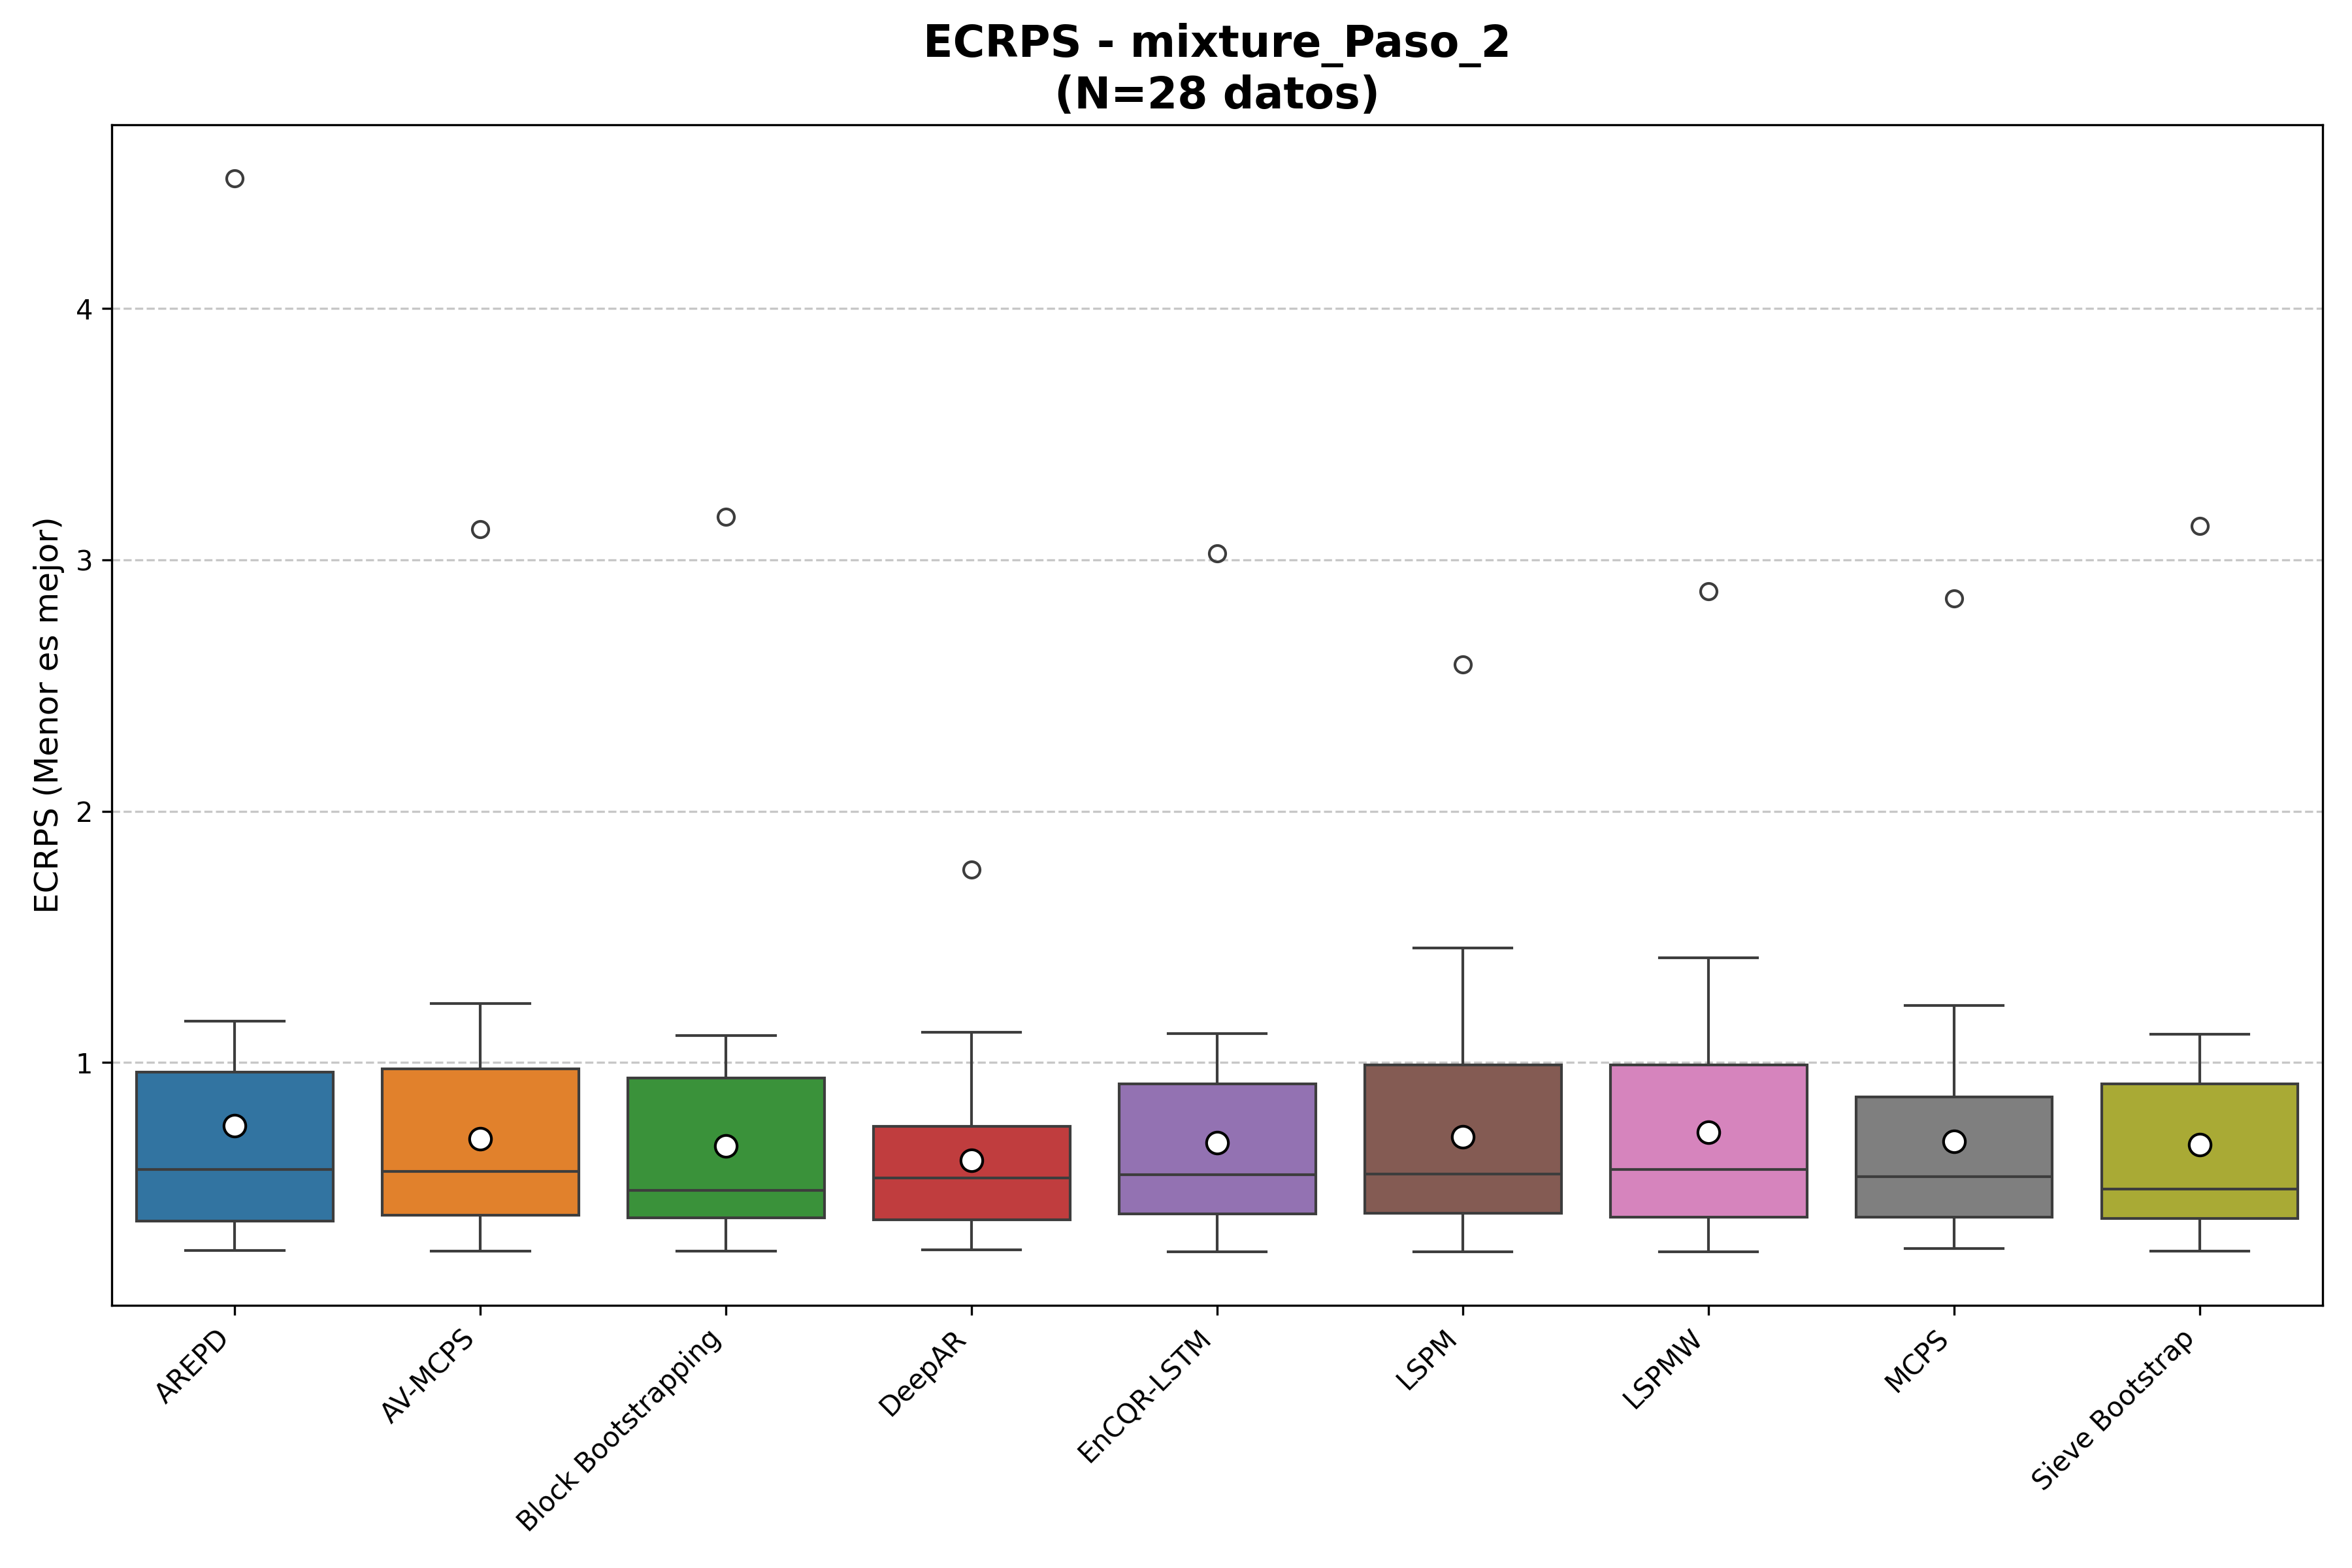 ECRPS - mixture_Paso_2
(N=28 datos)
ECRPS (Menor es mejor)
4
3
2
1
AREPD
AV-MCPS
Block Bootstrapping
DeepAR
EnCQR-LSTM
LSPM
LSPMW
MCPS
Sieve Bootstrap